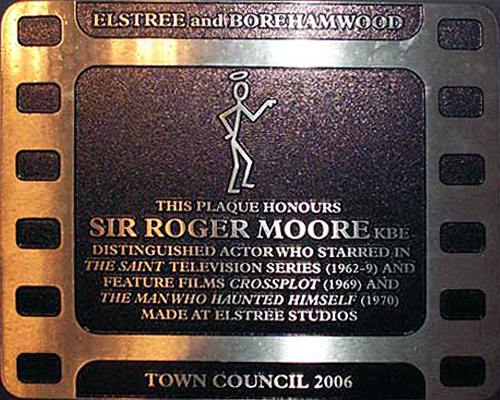 ELSTREE and BOREHAMWOOD
THIS PLAQUE HONOURS
SIR ROGER MOORE KBE
DISTINGUISHED ACTOR WHO STARRED IN
THE SAINT TELEVISION SERIES (1962-9) AND
FEATURE FILMS CROSSPLOT (1969) AND
THE MAN WHO HAUNTED HIMSELF (1970)
MADE AT ELSTREE STUDIOS
TOWN COUNCIL 2006